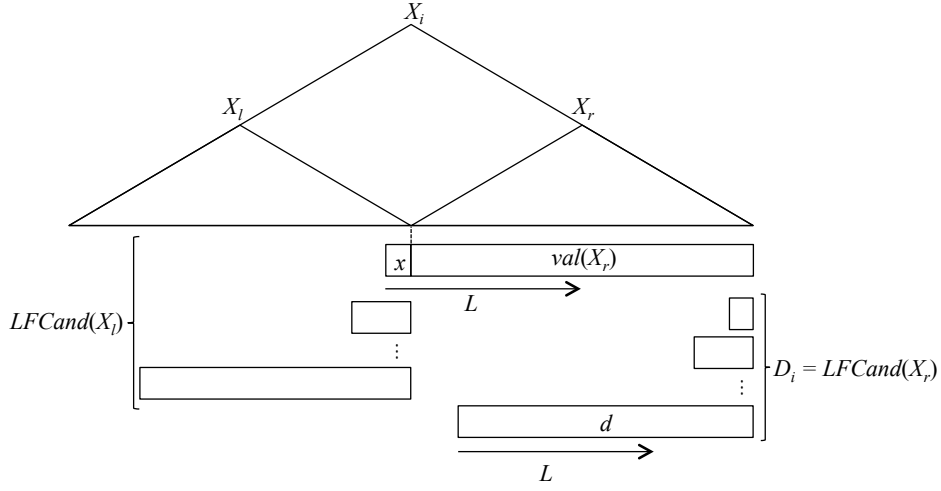 X_i
X_l X_r
x val(X_r)
L
LFCand(X_l)
⋮ ⋮
D_i = LFCand(X_r)
d
L